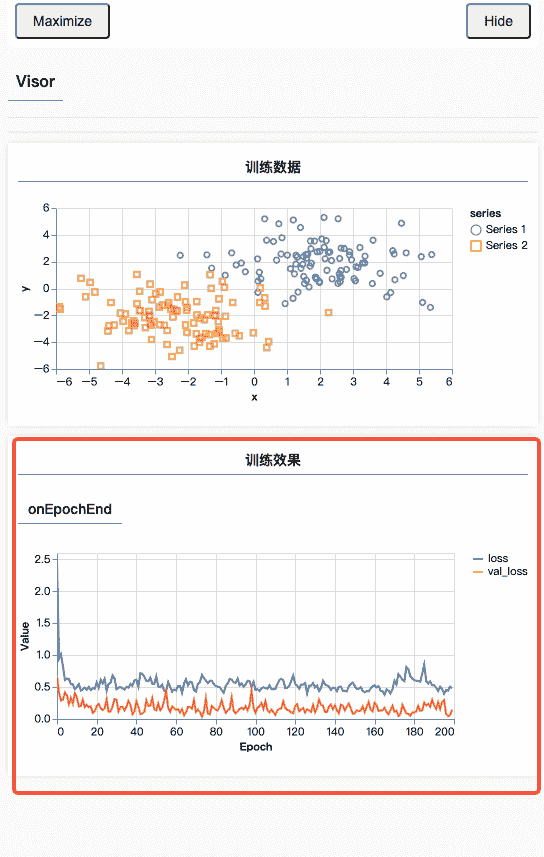 Maximize Hide
Visor
训练数据
6
4
2
0
−2
−4
−6
y
−6 −5 −4 −3 −2 −1 0 1 2 3 4 5 6
x
series
Series 1
Series 2
训练效果
onEpochEnd
2.5
2.0
1.5
1.0
0.5
0.0
Value
0 20 40 60 80 100 120 140 160 180 200
Epoch
loss
val_loss